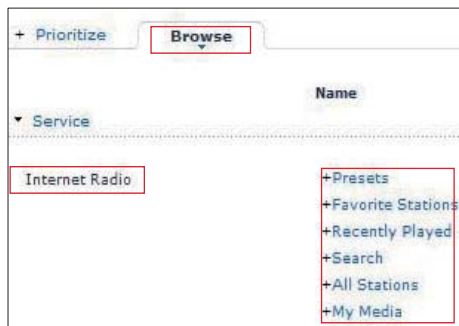 + Prioritize Browse
Name
Service
Internet Radio +Presets
+Favorite Stations
+Recently Played
+Search
+All Stations
+My Media